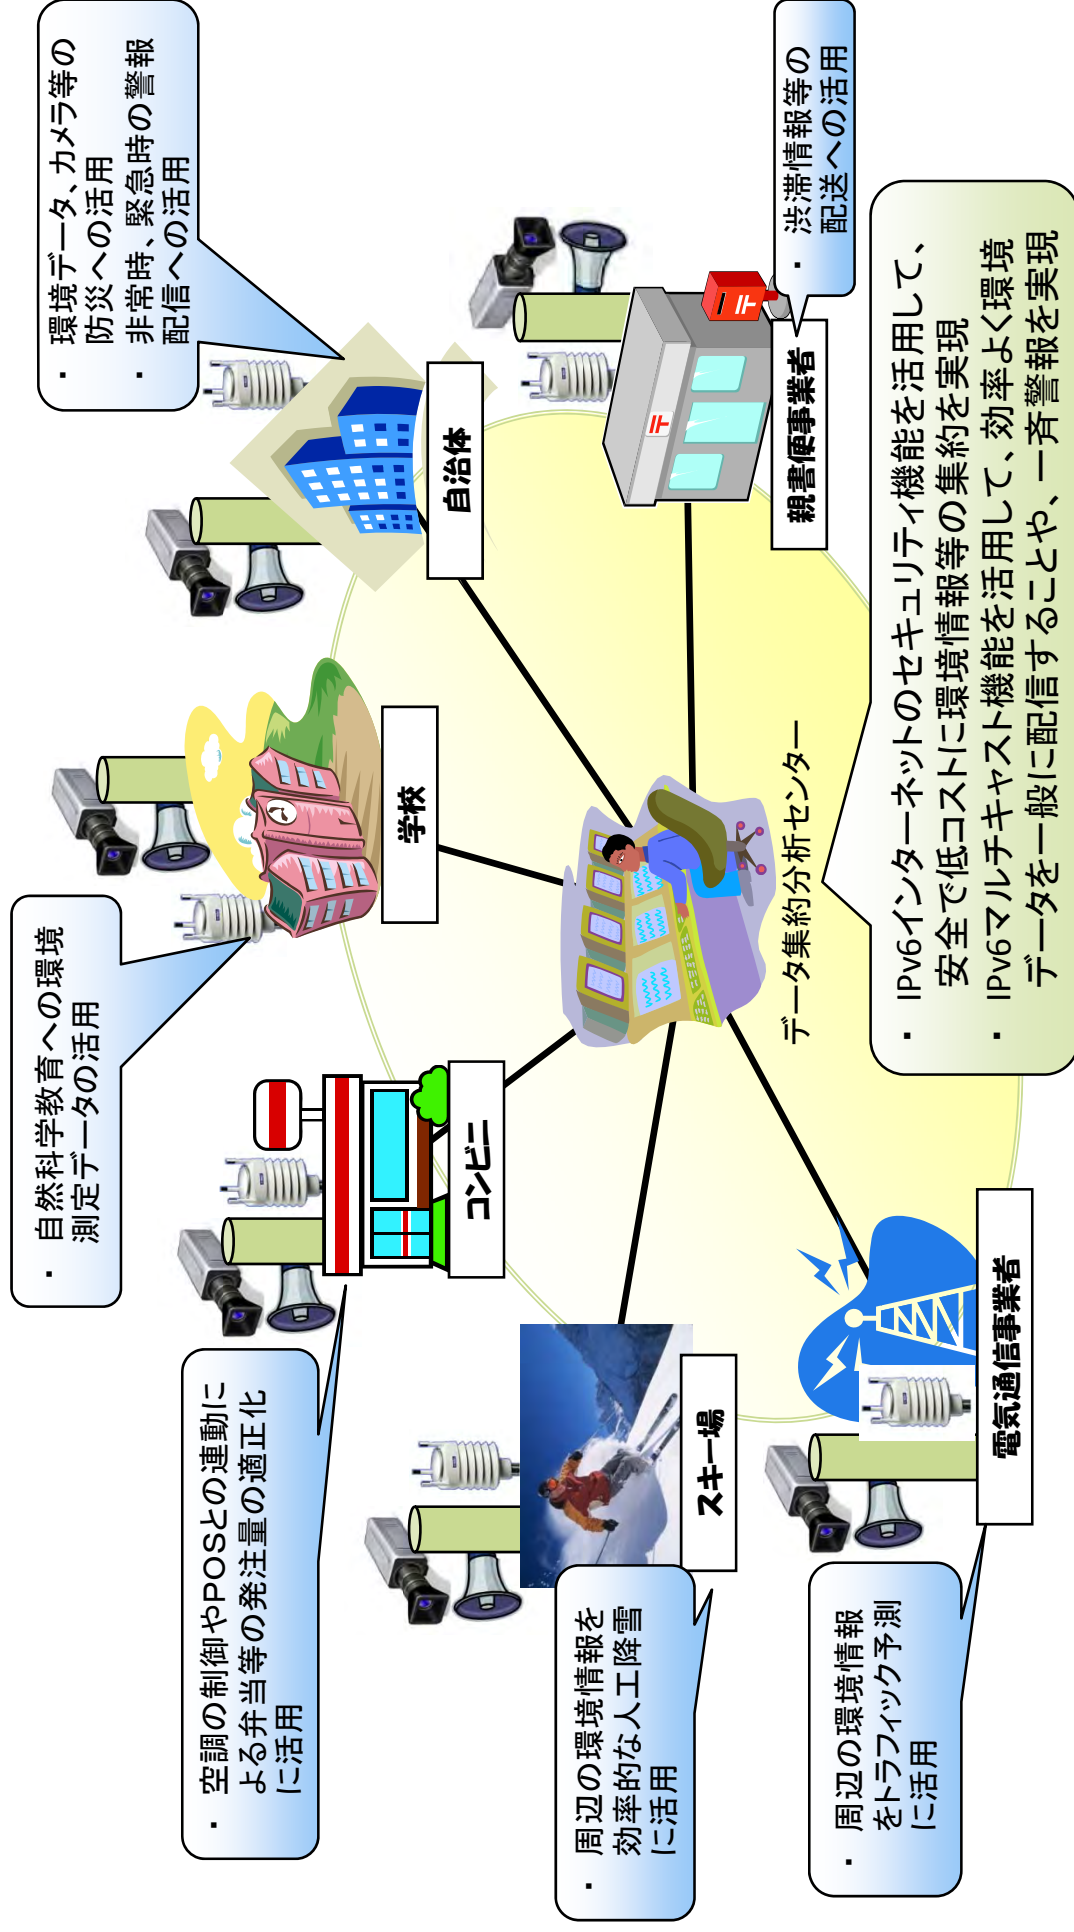 ・ 自然科学教育への環境
測定データの活用
・ 環境データ、カメラ等の
防災への活用
・ 非常時、緊急時の警報
配信への活用
・ 空調の制御やPOSとの連動に
よる弁当等の発注量の適正化
に活用
学校
自治体
コンビニ
・ 周辺の環境情報を
効率的な人工降雪
に活用
スキー場
・ 渋滞情報等の
配送への活用
〒
〒
親書便事業者
データ集約分析センター
・ 周辺の環境情報
をトラフィック予測
に活用
電気通信事業者
・ IPv6インターネットのセキュリティ機能を活用して、
安全で低コストに環境情報等の集約を実現
・ IPv6マルチキャスト機能を活用して、効率よく環境
データを一般に配信することや、一斉警報を実現